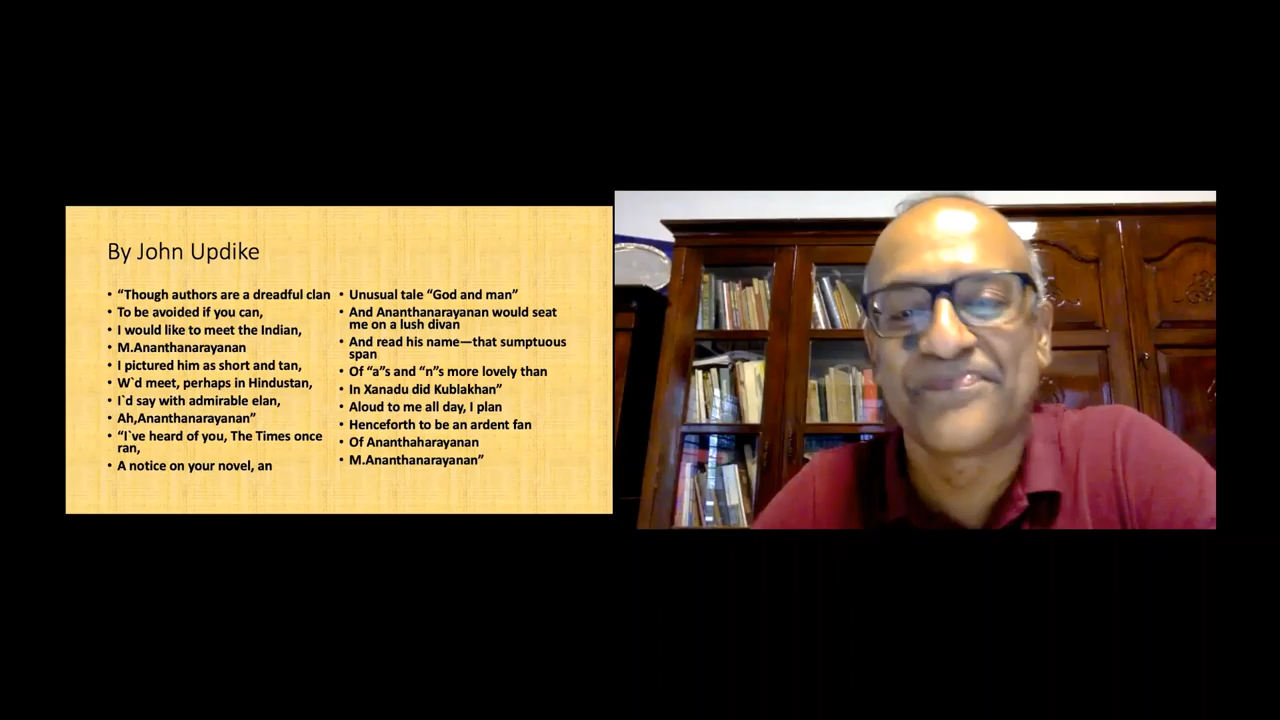 By John Updike
• “Though authors are a dreadful clan
• To be avoided if you can,
• I would like to meet the Indian,
• M.Ananthanarayanan
• I pictured him as short and tan,
• W`d meet, perhaps in Hindustan,
• I`d say with admirable elan,
• Ah,Ananthanarayanan”
• “I`ve heard of you, The Times once
ran,
• A notice on your novel, an
• Unusual tale “God and man”
• And Ananthanarayanan would seat
me on a lush divan
• And read his name—that sumptuous
span
• Of “a”s and “n”s more lovely than
• In Xanadu did Kublakhan”
• Aloud to me all day, I plan
• Henceforth to be an ardent fan
• Of Ananthaharayanan
• M.Ananthanarayanan”